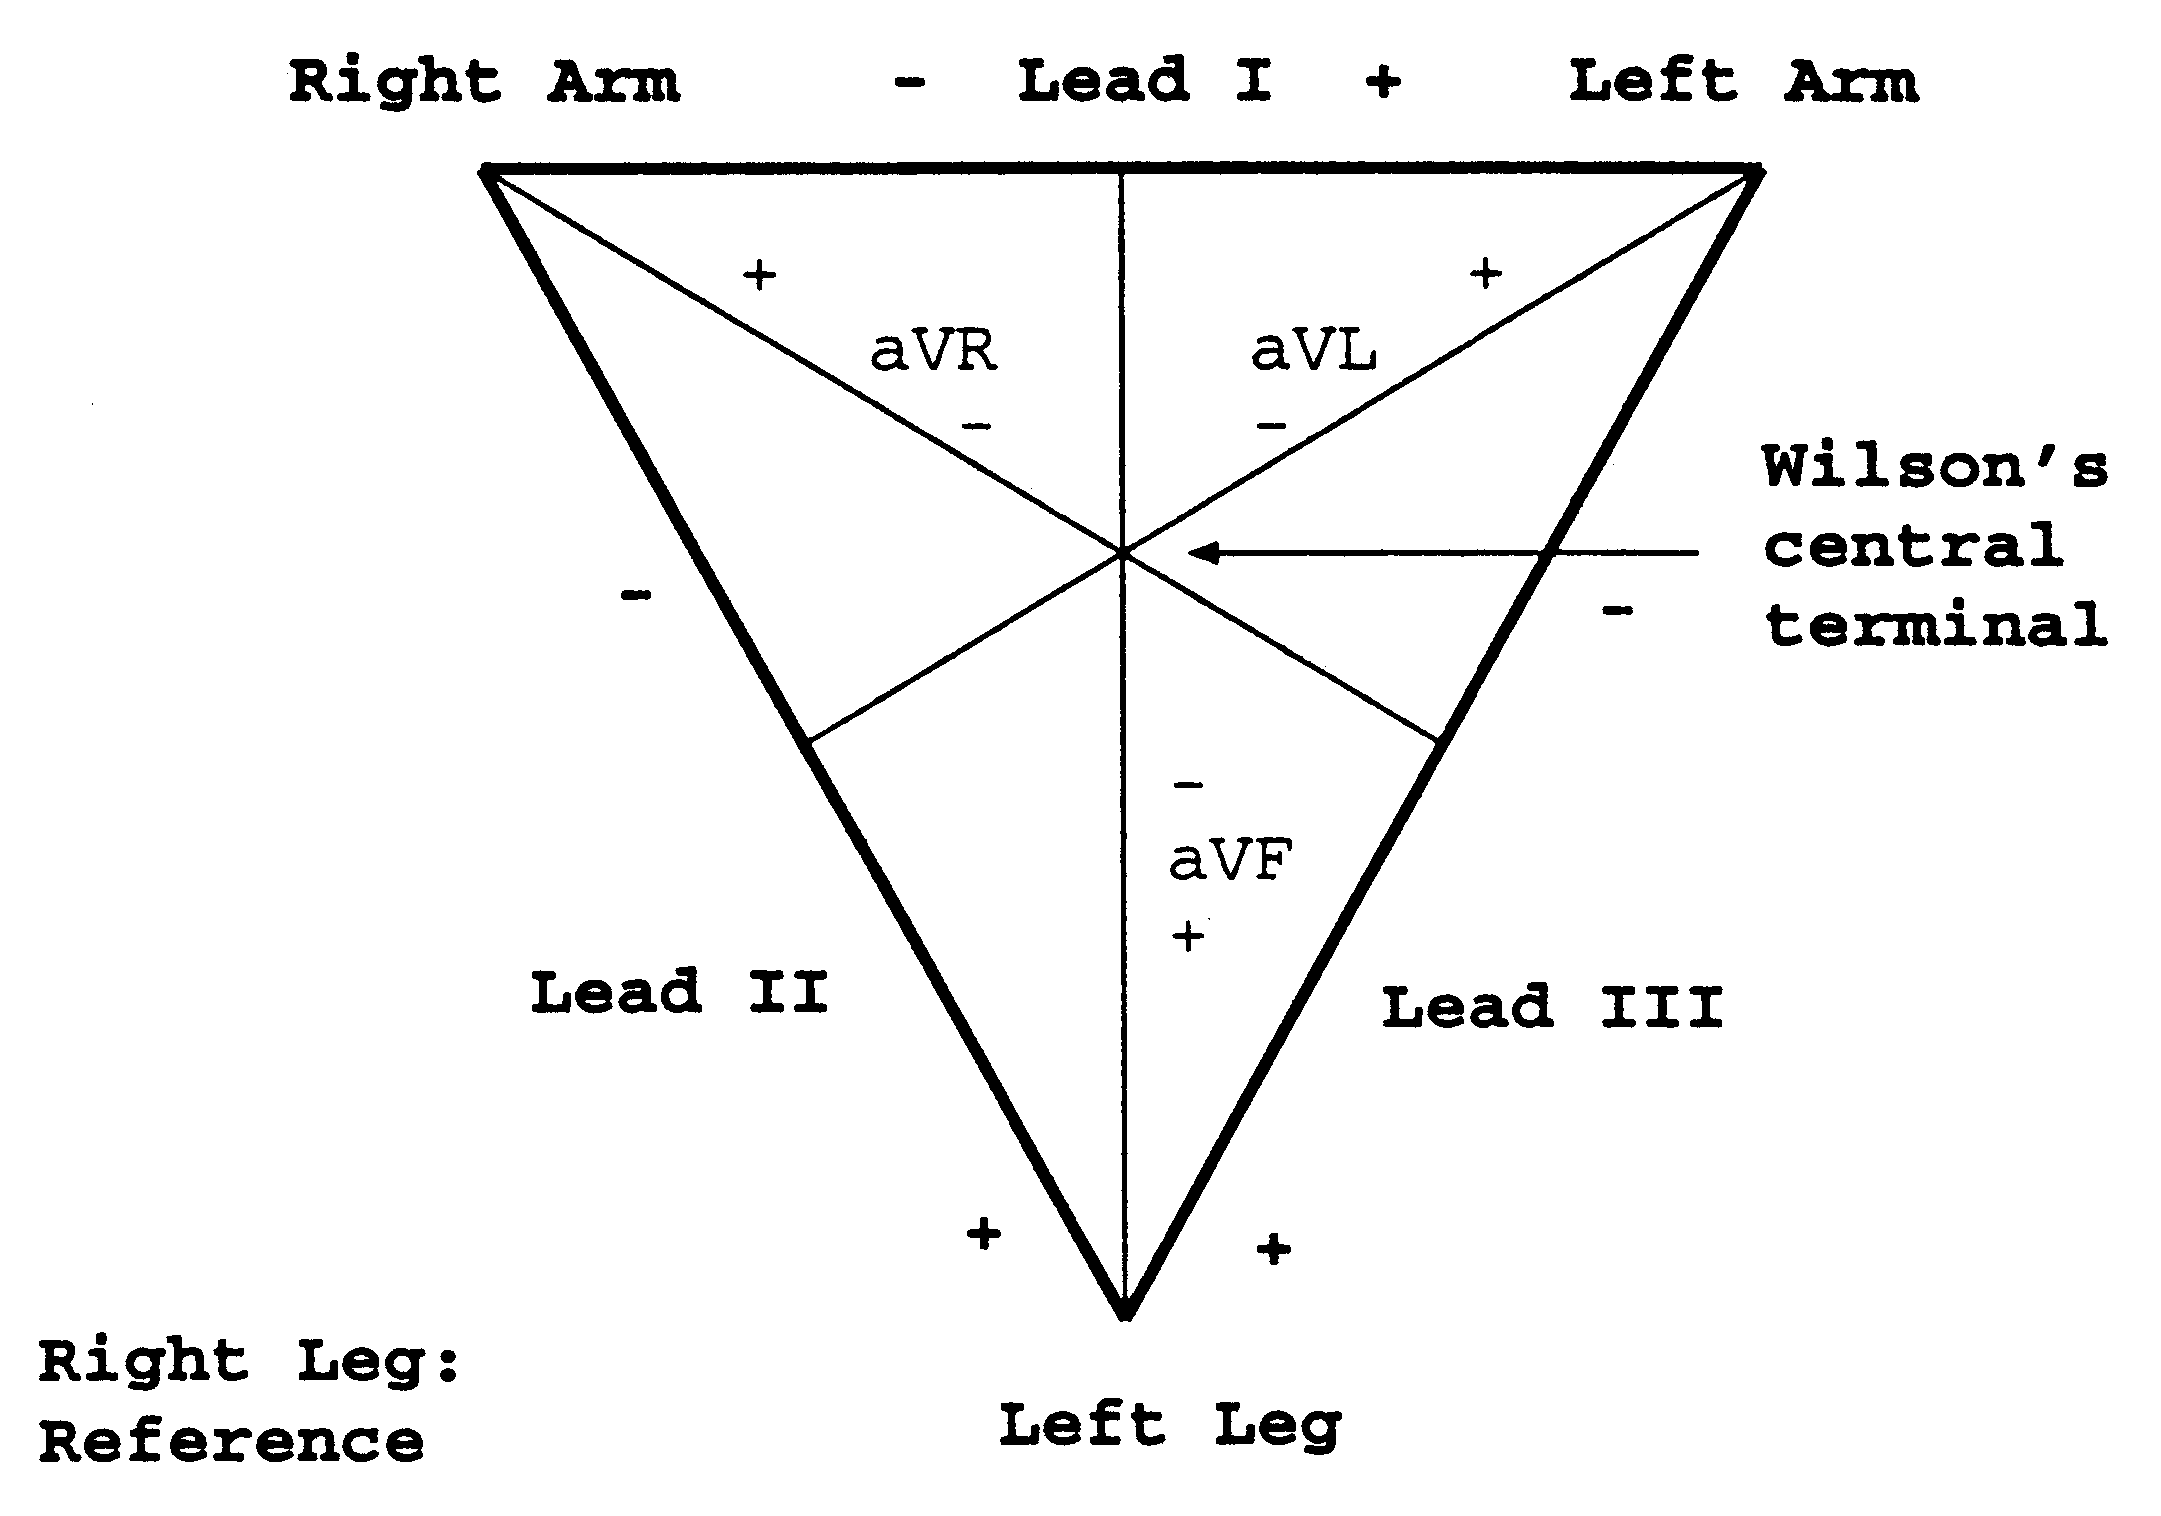 Right Arm - Lead I + Left Arm
+ +
aVR aVL
- -
Wilson's
central
terminal
- -
-
aVF
+
Lead II Lead III
+ +
Right Leg:
Reference
Left Leg